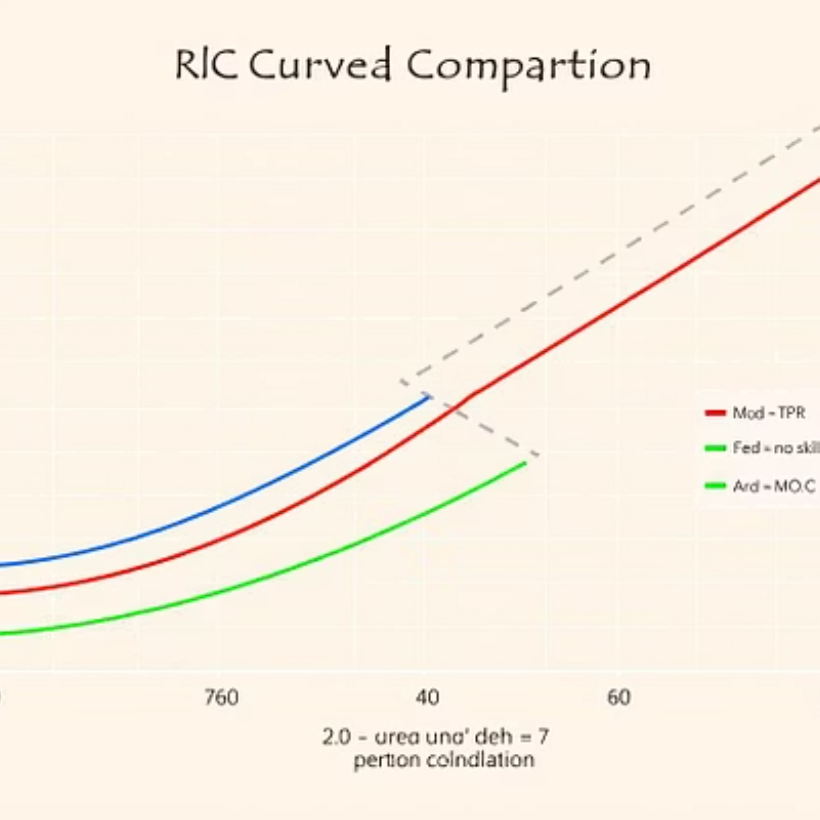 RlC Curved Compartion
Mod = TPR
Fed = no skill
Ard = MO.C
760 40 60
2.0 - urea una' deh = 7
pertion colndlation